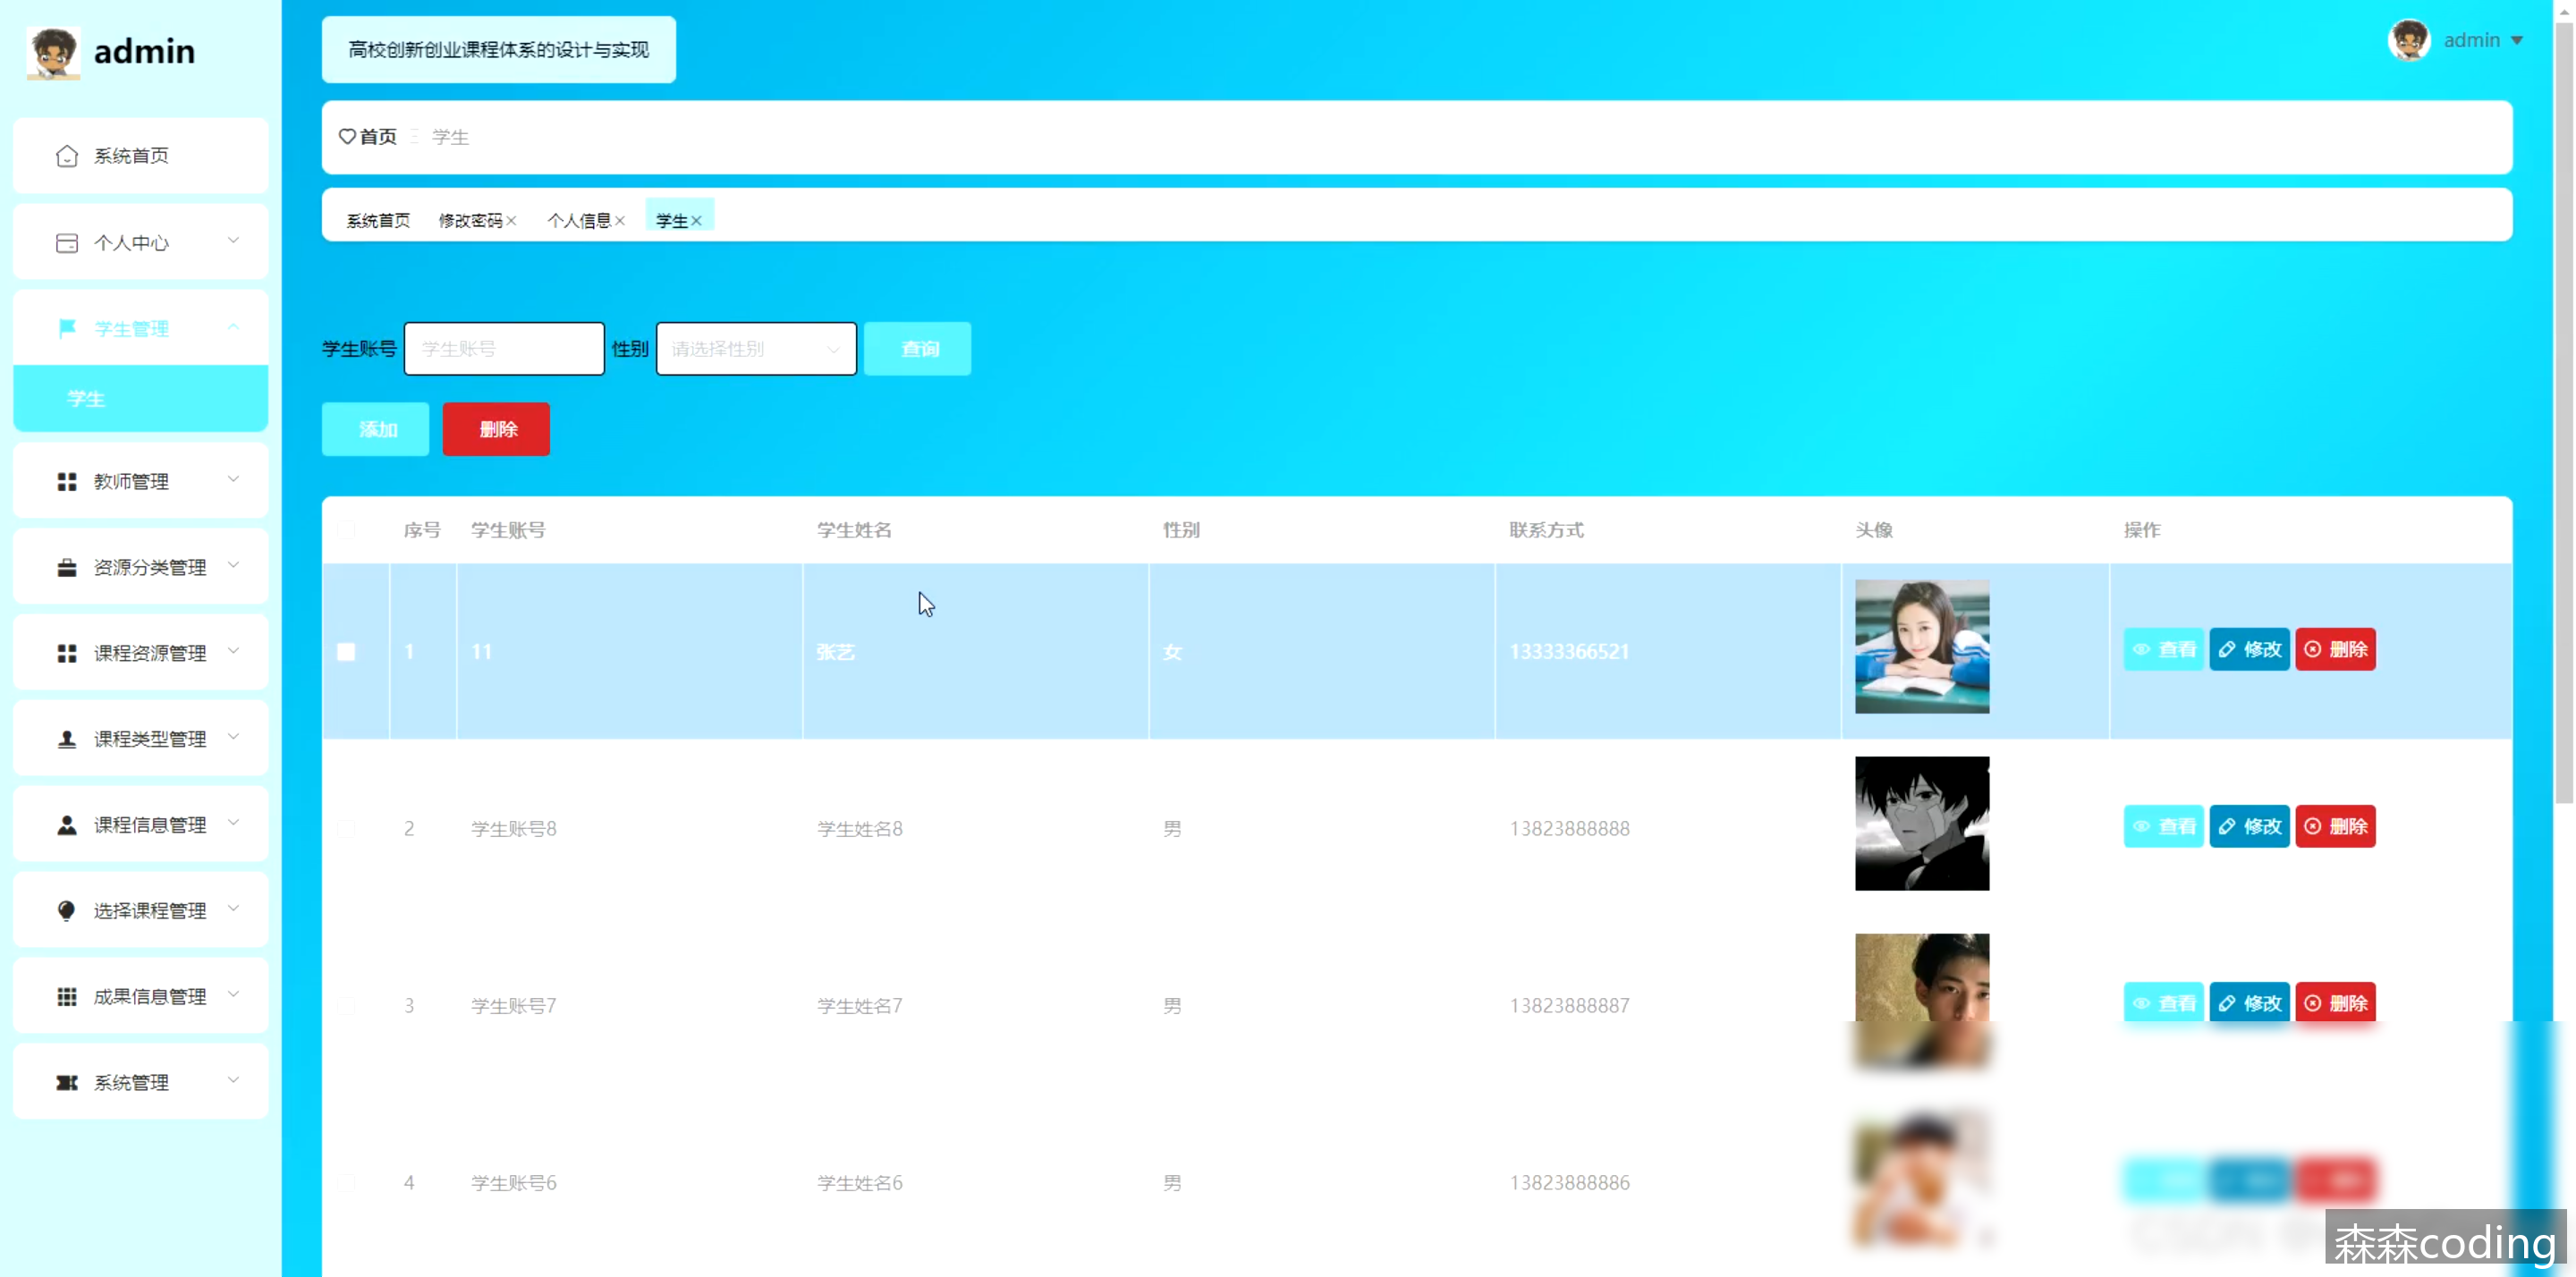 admin
高校创新创业课程体系的设计与实现
admin
首页 学生
系统首页 修改密码 个人信息 学生
系统首页
个人中心
学生管理
学生
教师管理
资源分类管理
课程资源管理
课程类型管理
课程信息管理
选择课程管理
成果信息管理
系统管理
学生账号 学生账号 性别 请选择性别 查询
添加 删除
序号 学生账号 学生姓名 性别 联系方式 头像 操作
1 11 张艺 女 13333366521 查看 修改 删除
2 学生账号8 学生姓名8 男 13823888888 查看 修改 删除
3 学生账号7 学生姓名7 男 13823888887 查看 修改 删除
4 学生账号6 学生姓名6 男 13823888886
森森coding